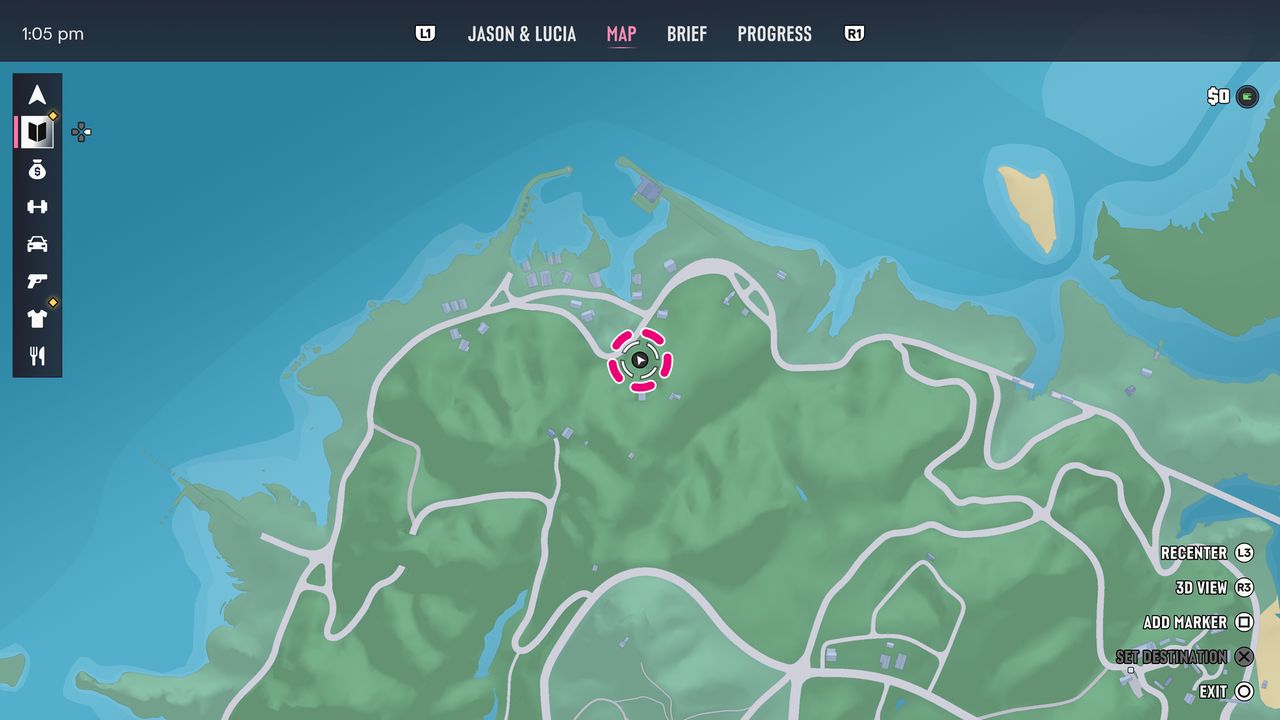 1:05 pm
L1 JASON & LUCIA MAP BRIEF PROGRESS R1
$0
RECENTER L3
3D VIEW R3
ADD MARKER
SET DESTINATION
EXIT